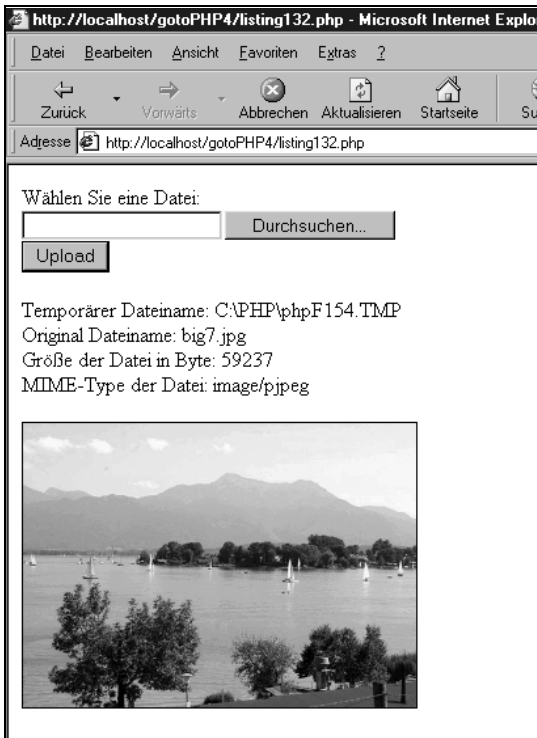 http://localhost/gotoPHP4/listing132.php - Microsoft Internet Explo
Datei Bearbeiten Ansicht Favoriten Extras ?
Zurück Vorwärts Abbrechen Aktualisieren Startseite Su
Adresse http://localhost/gotoPHP4/listing132.php
Wählen Sie eine Datei:
Durchsuchen...
Upload
Temporärer Dateiname: C:\PHP\phpF154.TMP
Original Dateiname: big7.jpg
Größe der Datei in Byte: 59237
MIME-Type der Datei: image/pjpeg